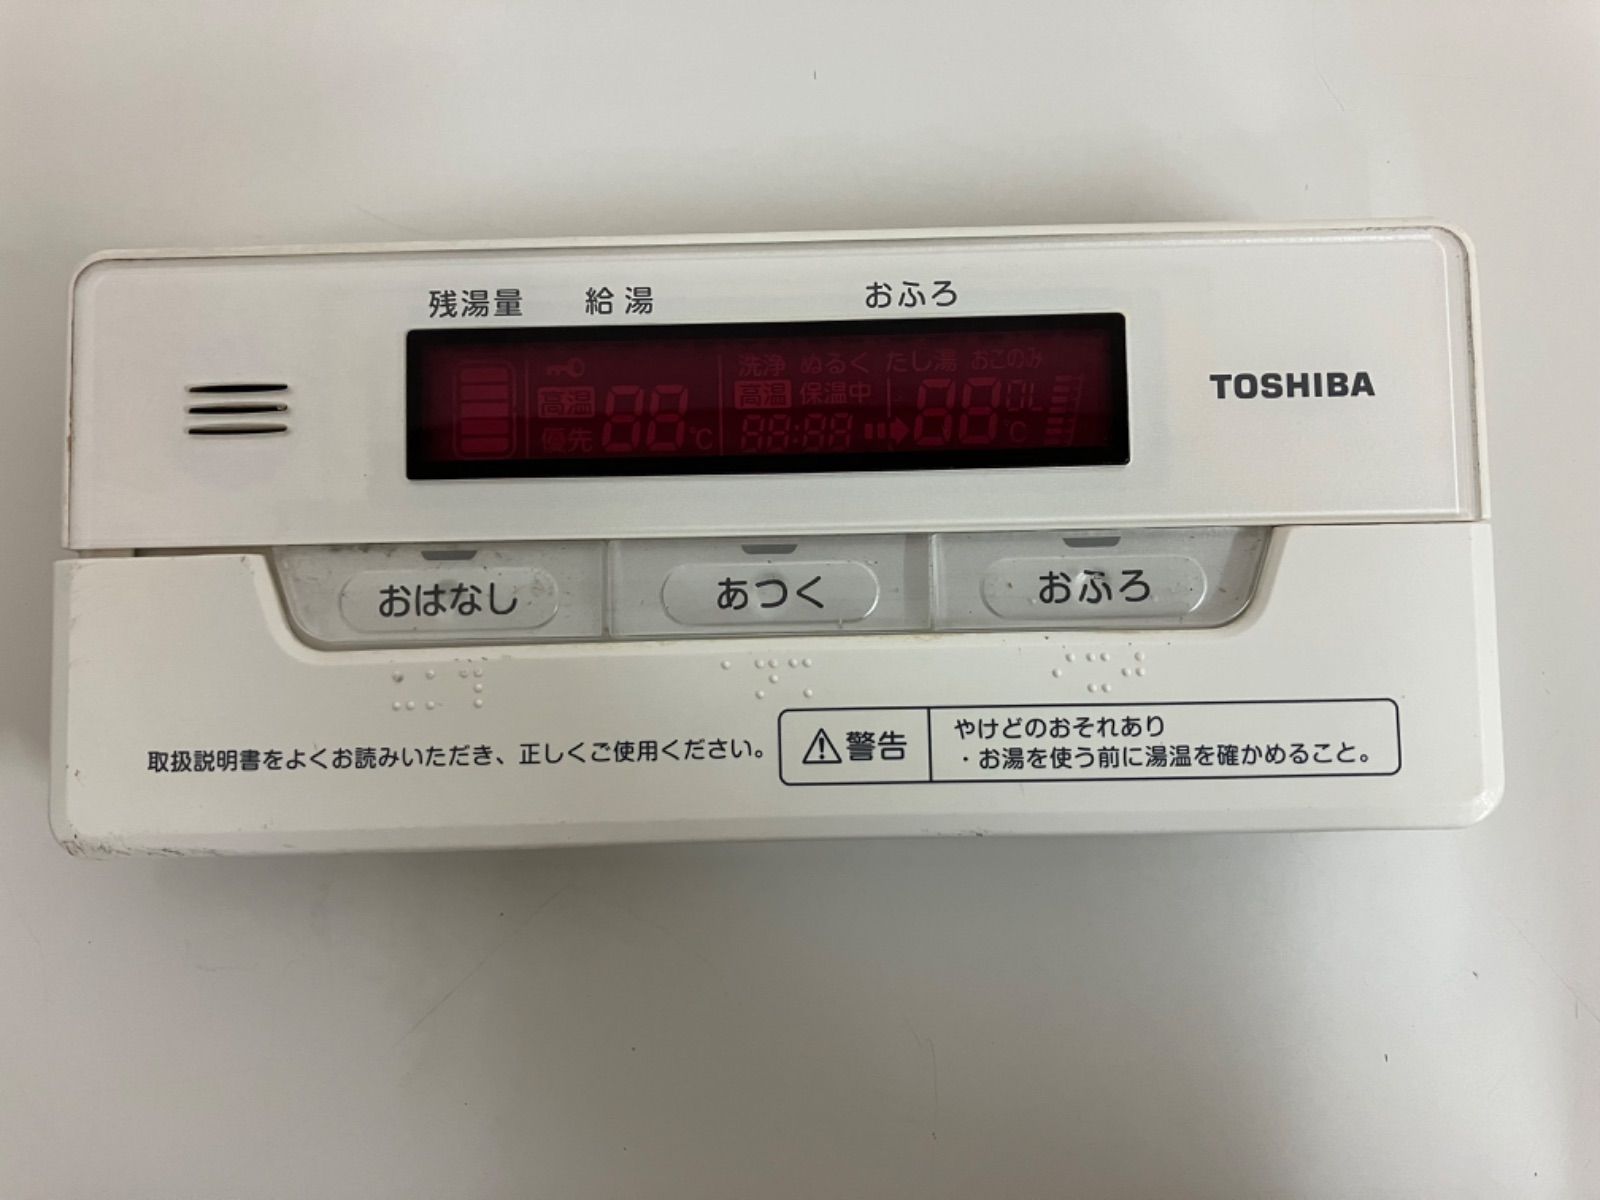 残湯量 給湯 おふろ
洗浄 ぬるく たし湯 おこのみ
高温 88 高温 保温中 88 0L
優先 ℃ 88:88 ℃
TOSHIBA
おはなし あつく おふろ
取扱説明書をよくお読みいただき、正しくご使用ください。
警告
やけどのおそれあり
・お湯を使う前に湯温を確かめること。